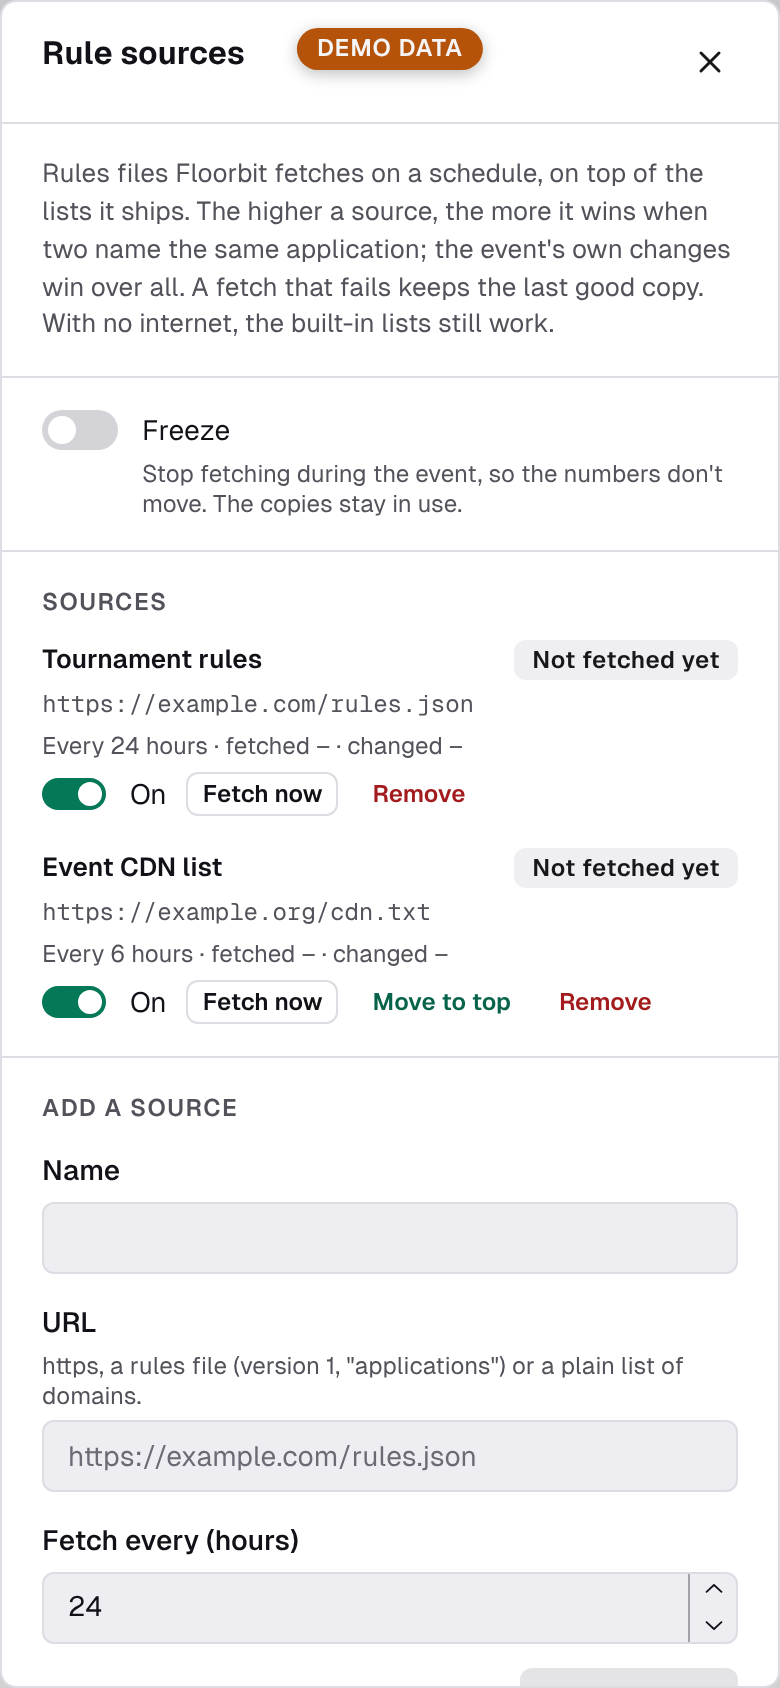 Rule sources
DEMO DATA
Rules files Floorbit fetches on a schedule, on top of the
lists it ships. The higher a source, the more it wins when
two name the same application; the event's own changes
win over all. A fetch that fails keeps the last good copy.
With no internet, the built-in lists still work.
Freeze
Stop fetching during the event, so the numbers don't
move. The copies stay in use.
SOURCES
Tournament rules
Not fetched yet
https://example.com/rules.json
Every 24 hours · fetched – · changed –
On
Fetch now
Remove
Event CDN list
Not fetched yet
https://example.org/cdn.txt
Every 6 hours · fetched – · changed –
On
Fetch now
Move to top
Remove
ADD A SOURCE
Name
URL
https, a rules file (version 1, "applications") or a plain list of
domains.
https://example.com/rules.json
Fetch every (hours)
24